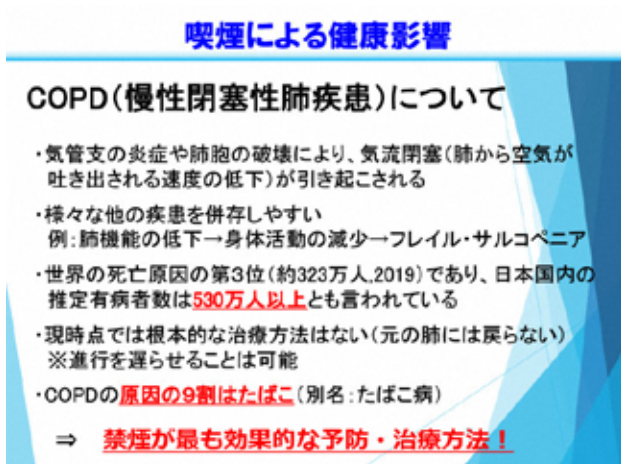 喫煙による健康影響
COPD（慢性閉塞性肺疾患）について
・気管支の炎症や肺胞の破壊により、気流閉塞（肺から空気が
吐き出される速度の低下）が引き起こされる
・様々な他の疾患を併存しやすい
例：肺機能の低下→身体活動の減少→フレイル・サルコペニア
・世界の死亡原因の第3位（約323万人,2019）であり、日本国内の
推定有病者数は530万人以上とも言われている
・現時点では根本的な治療方法はない（元の肺には戻らない）
※進行を遅らせることは可能
・COPDの原因の9割はたばこ（別名：たばこ病）
⇒ 禁煙が最も効果的な予防・治療方法！